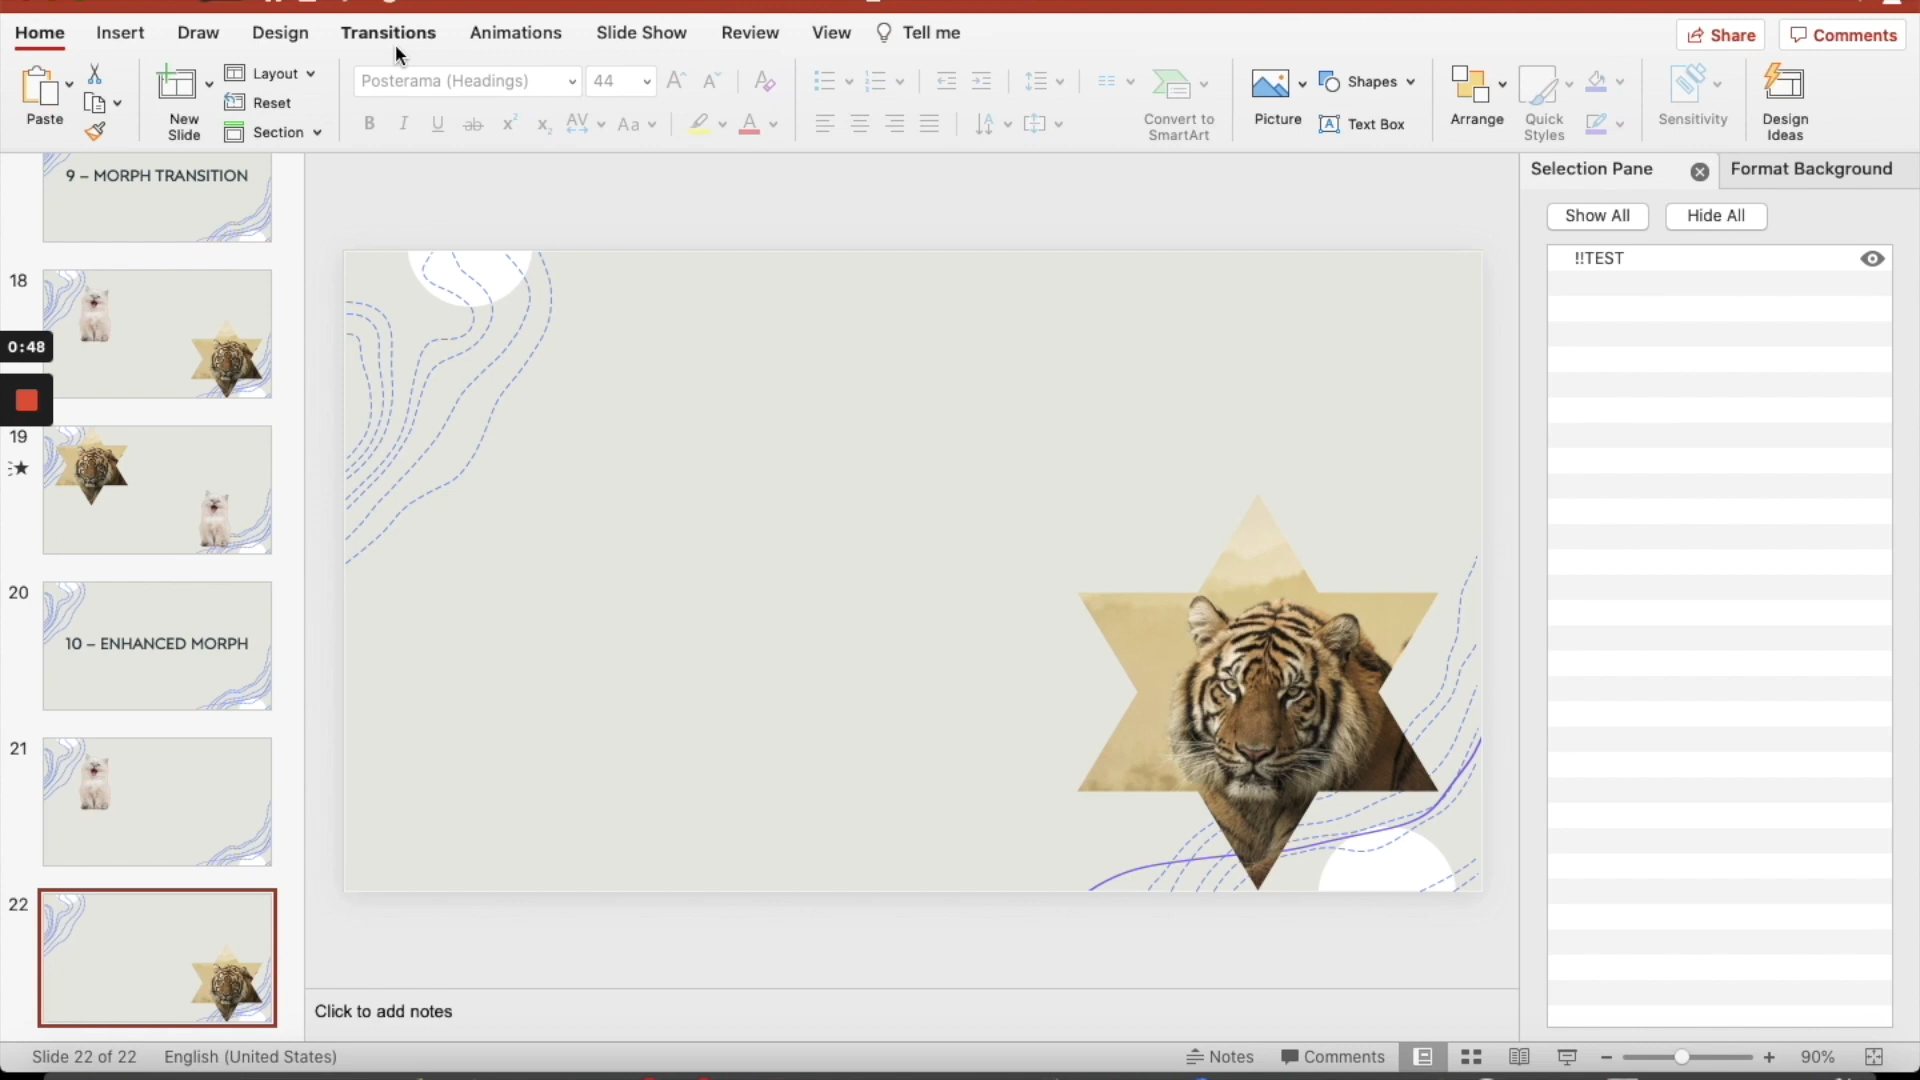 Home Insert Draw Design Transitions Animations Slide Show Review View Tell me Share Comments
Paste
New Slide
Layout
Reset
Section
Posterama (Headings) 44
Convert to SmartArt
Picture
Shapes
Text Box
Arrange
Quick Styles
Sensitivity
Design Ideas
Selection Pane Format Background
Show All Hide All
!!TEST
9 – MORPH TRANSITION
18
0:48
19
20
10 – ENHANCED MORPH
21
22
Click to add notes
Slide 22 of 22 English (United States) Notes Comments 90%